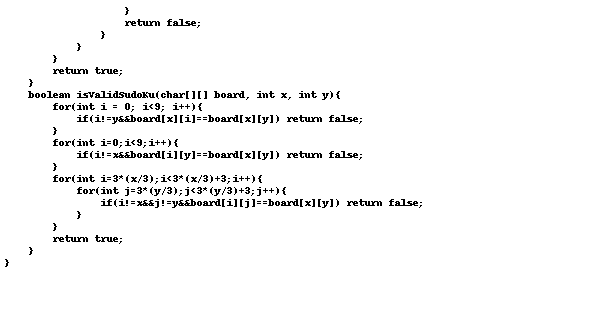 }
return false;
}
}
}
return true;
}
boolean isValidSudoKu(char[][] board, int x, int y){
for(int i = 0; i<9; i++){
if(i!=y&&board[x][i]==board[x][y]) return false;
}
for(int i=0;i<9;i++){
if(i!=x&&board[i][y]==board[x][y]) return false;
}
for(int i=3*(x/3);i<3*(x/3)+3;i++){
for(int j=3*(y/3);j<3*(y/3)+3;j++){
if(i!=x&&j!=y&&board[i][j]==board[x][y]) return false;
}
}
return true;
}
}